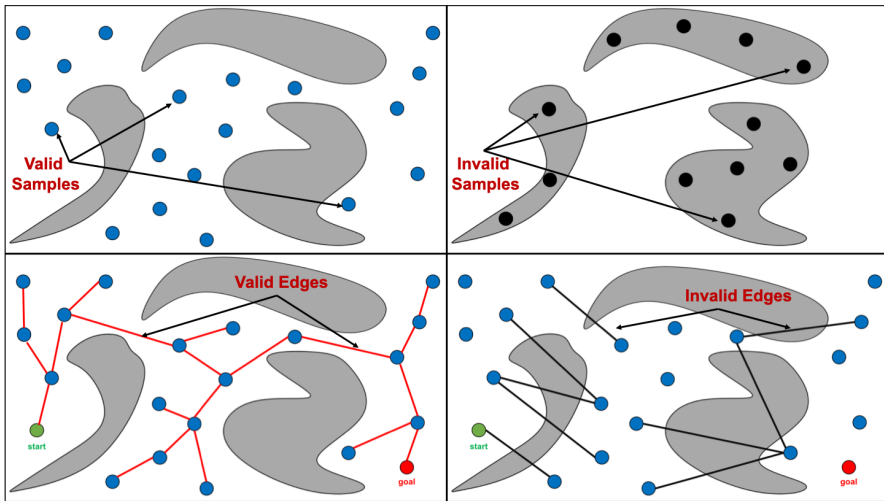 Valid
Samples
Invalid
Samples
Valid Edges
start
goal
Invalid Edges
start
goal